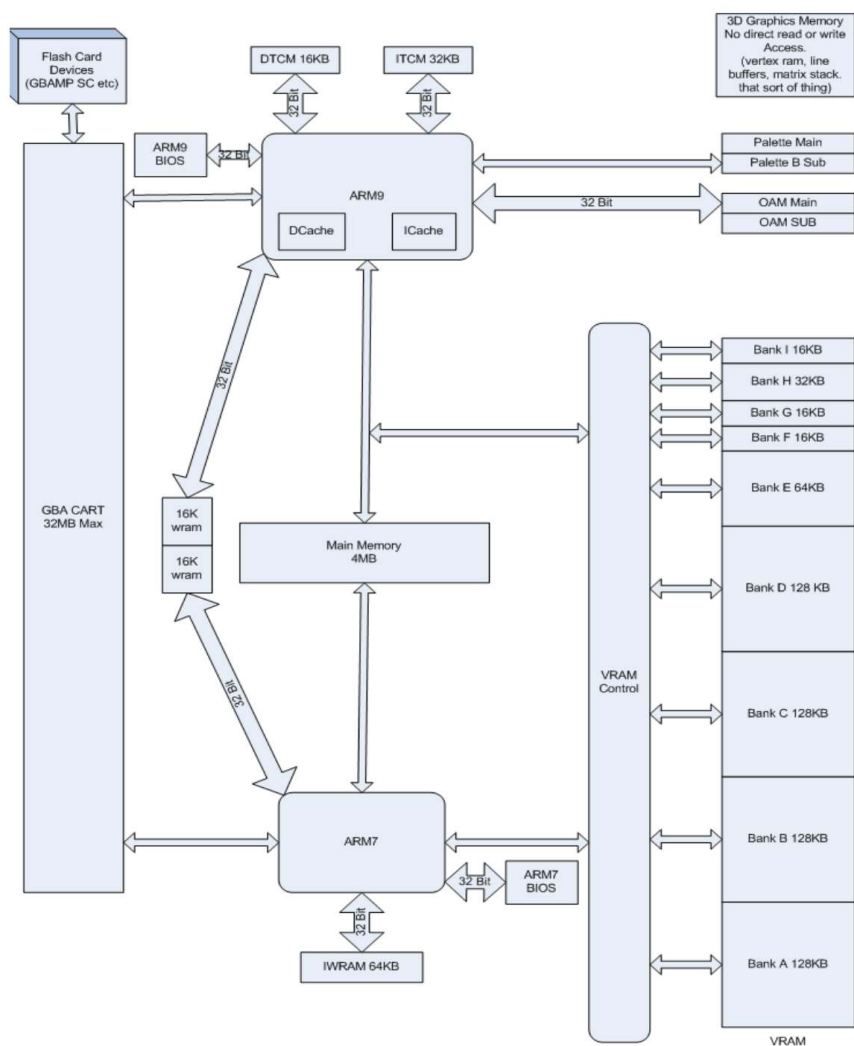 Flash Card
Devices
(GBAMP SC etc)
DTCM 16KB
ITCM 32KB
3D Graphics Memory
No direct read or write
Access.
(vertex ram, line
buffers, matrix stack.
that sort of thing)
32 Bit
32 Bit
ARM9
BIOS
32 Bit
ARM9
DCache
ICache
Palette Main
Palette B Sub
32 Bit
OAM Main
OAM SUB
32 Bit
GBA CART
32MB Max
16K
wram
16K
wram
Main Memory
4MB
32 Bit
VRAM
Control
Bank I 16KB
Bank H 32KB
Bank G 16KB
Bank F 16KB
Bank E 64KB
Bank D 128 KB
Bank C 128KB
Bank B 128KB
Bank A 128KB
VRAM
ARM7
32 Bit
ARM7
BIOS
32 Bit
IWRAM 64KB